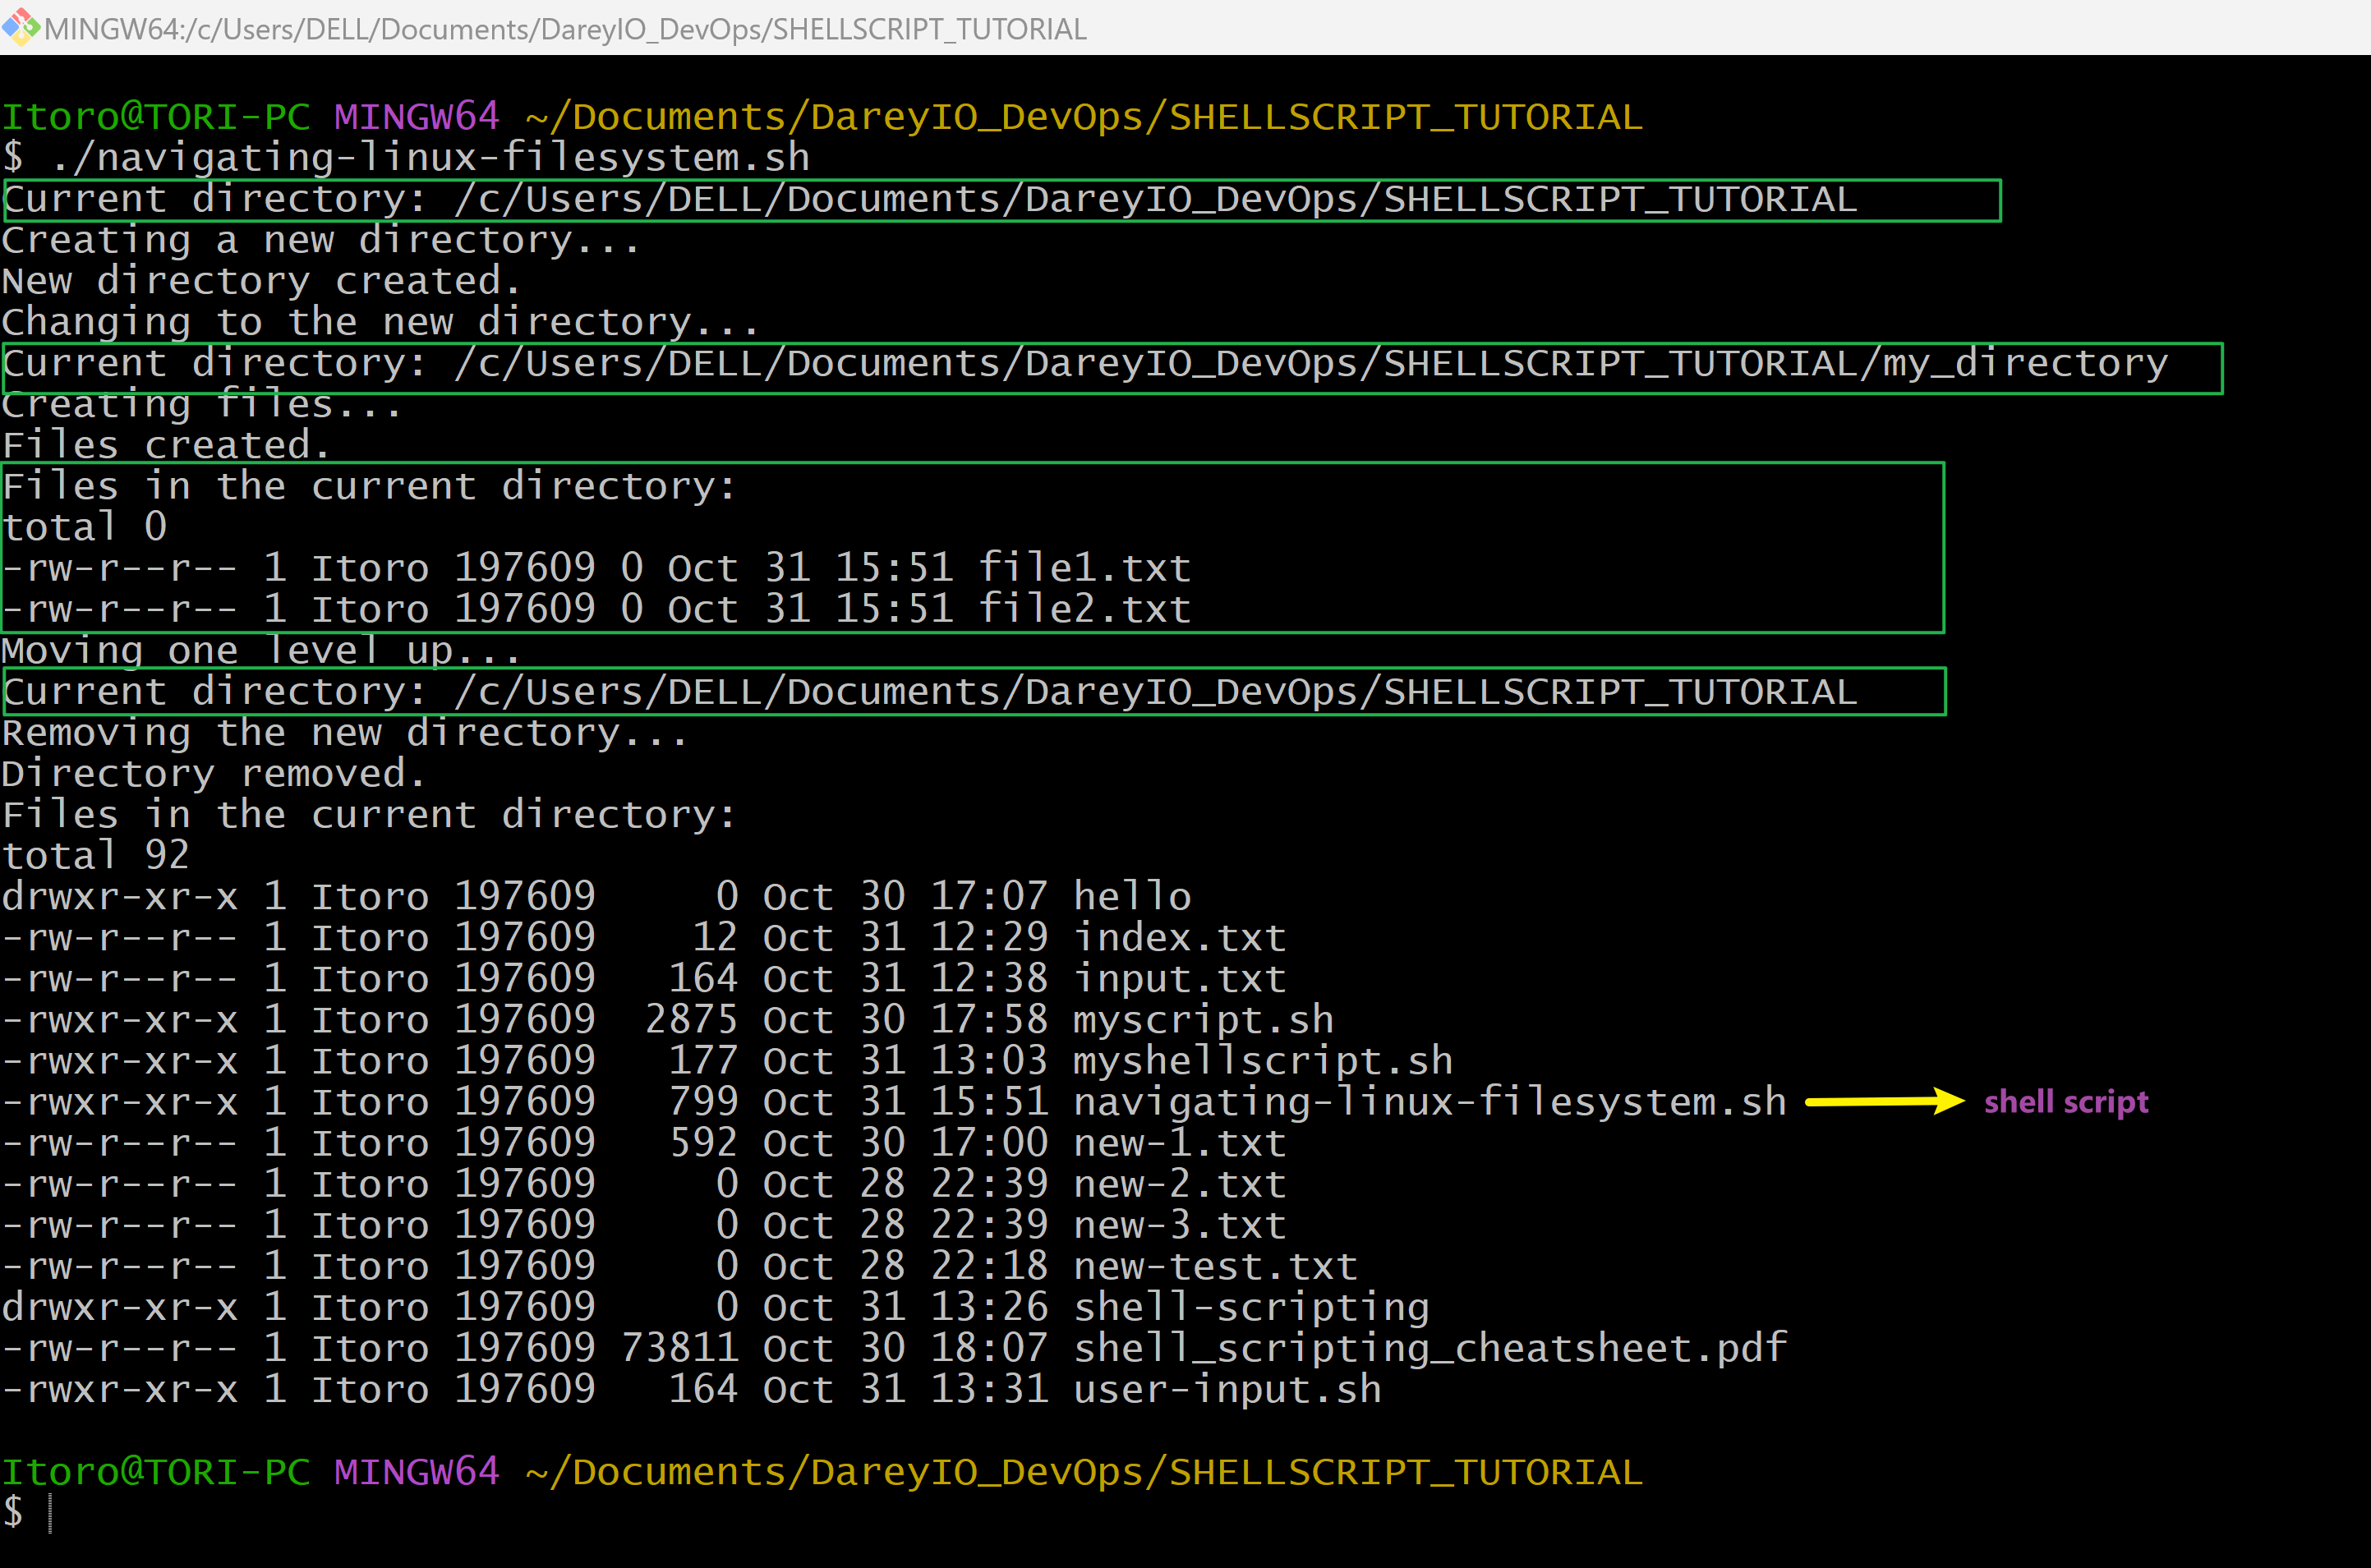 MINGW64:/c/Users/DELL/Documents/DareyIO_DevOps/SHELLSCRIPT_TUTORIAL
Itoro@TORI-PC MINGW64 ~/Documents/DareyIO_DevOps/SHELLSCRIPT_TUTORIAL
$ ./navigating-linux-filesystem.sh
Current directory: /c/Users/DELL/Documents/DareyIO_DevOps/SHELLSCRIPT_TUTORIAL
Creating a new directory...
New directory created.
Changing to the new directory...
Current directory: /c/Users/DELL/Documents/DareyIO_DevOps/SHELLSCRIPT_TUTORIAL/my_directory
Creating files...
Files created.
Files in the current directory:
total 0
-rw-r--r-- 1 Itoro 197609 0 Oct 31 15:51 file1.txt
-rw-r--r-- 1 Itoro 197609 0 Oct 31 15:51 file2.txt
Moving one level up...
Current directory: /c/Users/DELL/Documents/DareyIO_DevOps/SHELLSCRIPT_TUTORIAL
Removing the new directory...
Directory removed.
Files in the current directory:
total 92
drwxr-xr-x 1 Itoro 197609     0 Oct 30 17:07 hello
-rw-r--r-- 1 Itoro 197609    12 Oct 31 12:29 index.txt
-rw-r--r-- 1 Itoro 197609   164 Oct 31 12:38 input.txt
-rwxr-xr-x 1 Itoro 197609  2875 Oct 30 17:58 myscript.sh
-rwxr-xr-x 1 Itoro 197609   177 Oct 31 13:03 myshellscript.sh
-rwxr-xr-x 1 Itoro 197609   799 Oct 31 15:51 navigating-linux-filesystem.sh shell script
-rw-r--r-- 1 Itoro 197609   592 Oct 30 17:00 new-1.txt
-rw-r--r-- 1 Itoro 197609     0 Oct 28 22:39 new-2.txt
-rw-r--r-- 1 Itoro 197609     0 Oct 28 22:39 new-3.txt
-rw-r--r-- 1 Itoro 197609     0 Oct 28 22:18 new-test.txt
drwxr-xr-x 1 Itoro 197609     0 Oct 31 13:26 shell-scripting
-rw-r--r-- 1 Itoro 197609 73811 Oct 30 18:07 shell_scripting_cheatsheet.pdf
-rwxr-xr-x 1 Itoro 197609   164 Oct 31 13:31 user-input.sh
Itoro@TORI-PC MINGW64 ~/Documents/DareyIO_DevOps/SHELLSCRIPT_TUTORIAL
$